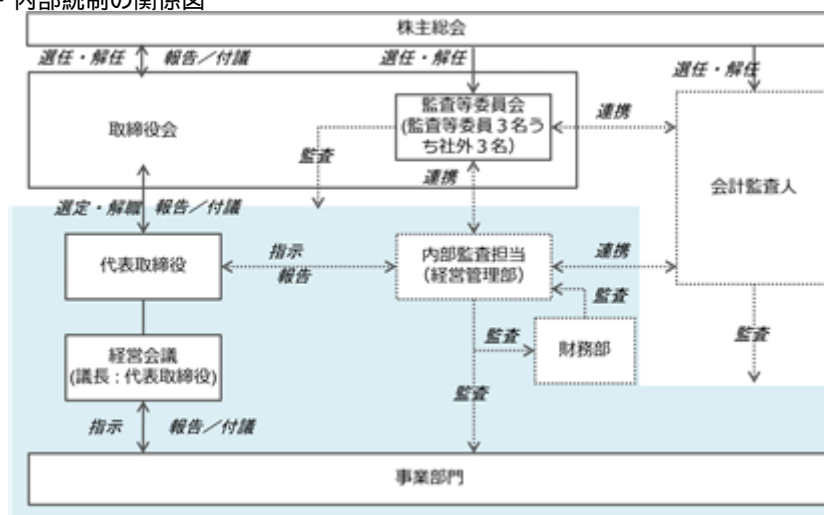 ・内部統制の関係図
株主総会
選任・解任
報告／付議
選任・解任
選任・解任
取締役会
監査等委員会
(監査等委員３名う
ち社外３名)
連携
監査
連携
会計監査人
選定・解職
報告／付議
代表取締役
指示
報告
内部監査担当
（経営管理部）
連携
監査
監査
財務部
監査
経営会議
(議長：代表取締役)
監査
指示
報告／付議
事業部門